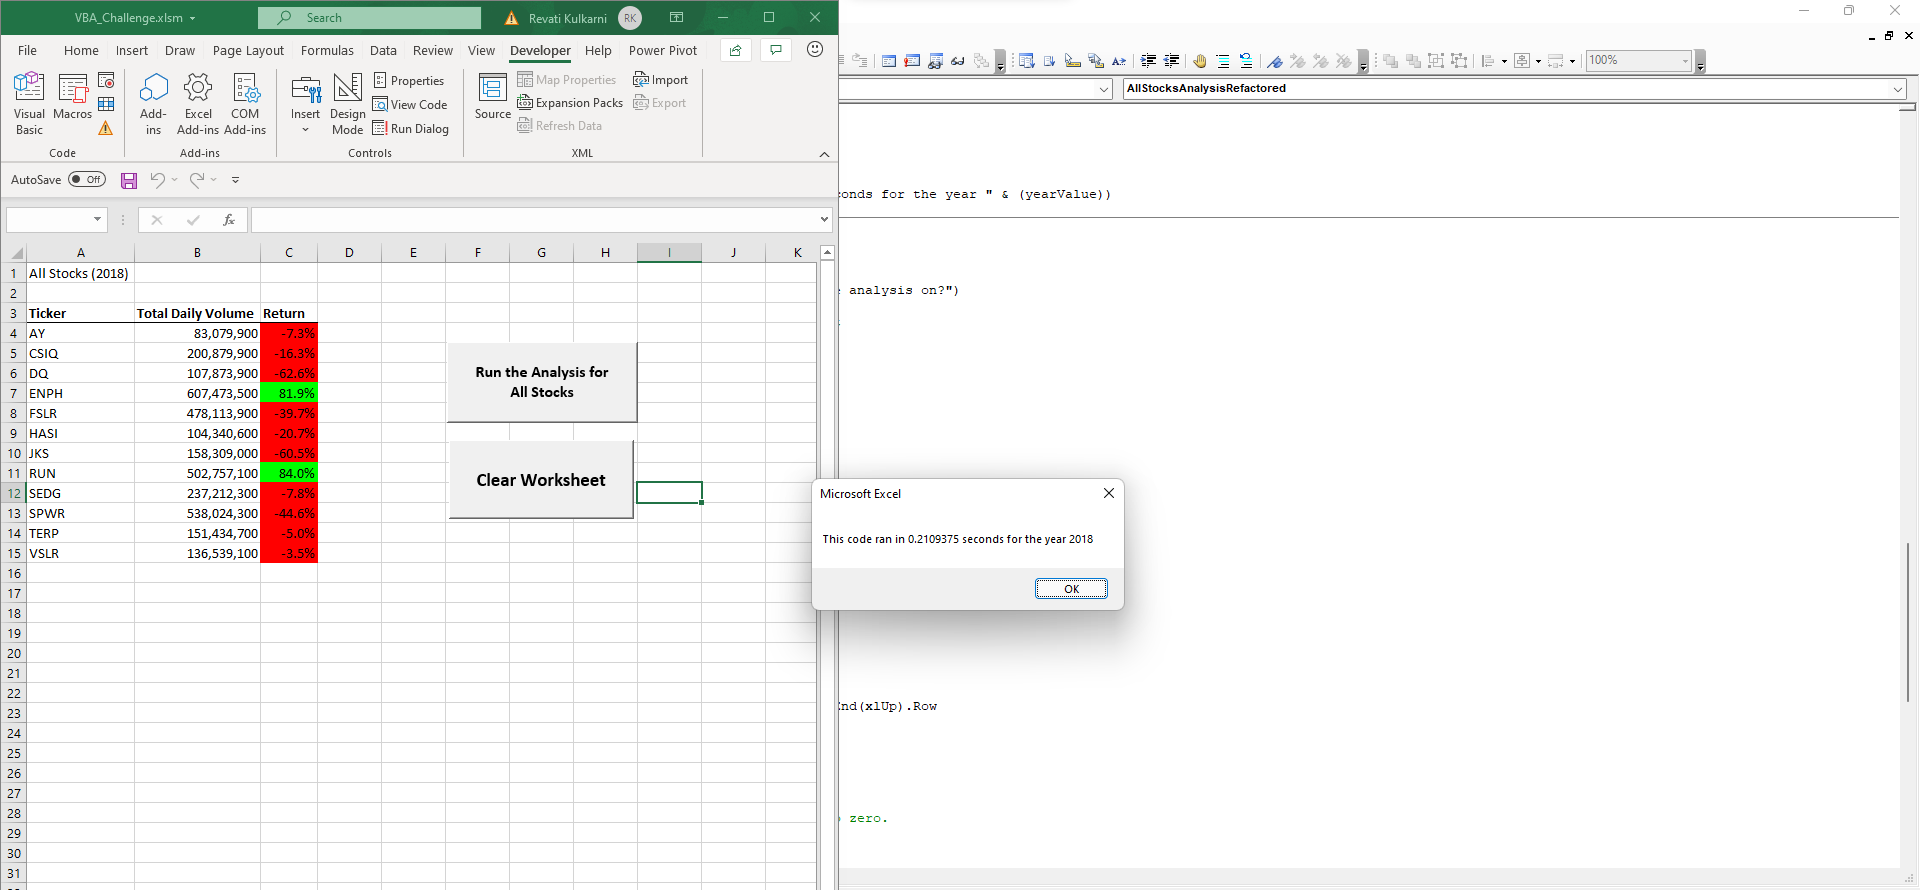 VBA_Challenge.xlsm
Search
Revati Kulkarni
RK
File Home Insert Draw Page Layout Formulas Data Review View Developer Help Power Pivot
Visual Basic
Macros
Code
Add-ins
Excel Add-ins
COM Add-ins
Add-ins
Insert
Design Mode
Properties
View Code
Run Dialog
Controls
Source
Map Properties
Expansion Packs
Refresh Data
Import
Export
XML
AutoSave Off
fx
A B C D E F G H I J K
1 All Stocks (2018)
2
3 Ticker Total Daily Volume Return
4 AY 83,079,900 -7.3%
5 CSIQ 200,879,900 -16.3%
6 DQ 107,873,900 -62.6%
7 ENPH 607,473,500 81.9%
8 FSLR 478,113,900 -39.7%
9 HASI 104,340,600 -20.7%
10 JKS 158,309,000 -60.5%
11 RUN 502,757,100 84.0%
12 SEDG 237,212,300 -7.8%
13 SPWR 538,024,300 -44.6%
14 TERP 151,434,700 -5.0%
15 VSLR 136,539,100 -3.5%
16
17
18
19
20
21
22
23
24
25
26
27
28
29
30
31
Run the Analysis for
All Stocks
Clear Worksheet
100%
AllStocksAnalysisRefactored
onds for the year " & (yearValue))
analysis on?")
Microsoft Excel
This code ran in 0.2109375 seconds for the year 2018
OK
nd(xlUp).Row
zero.